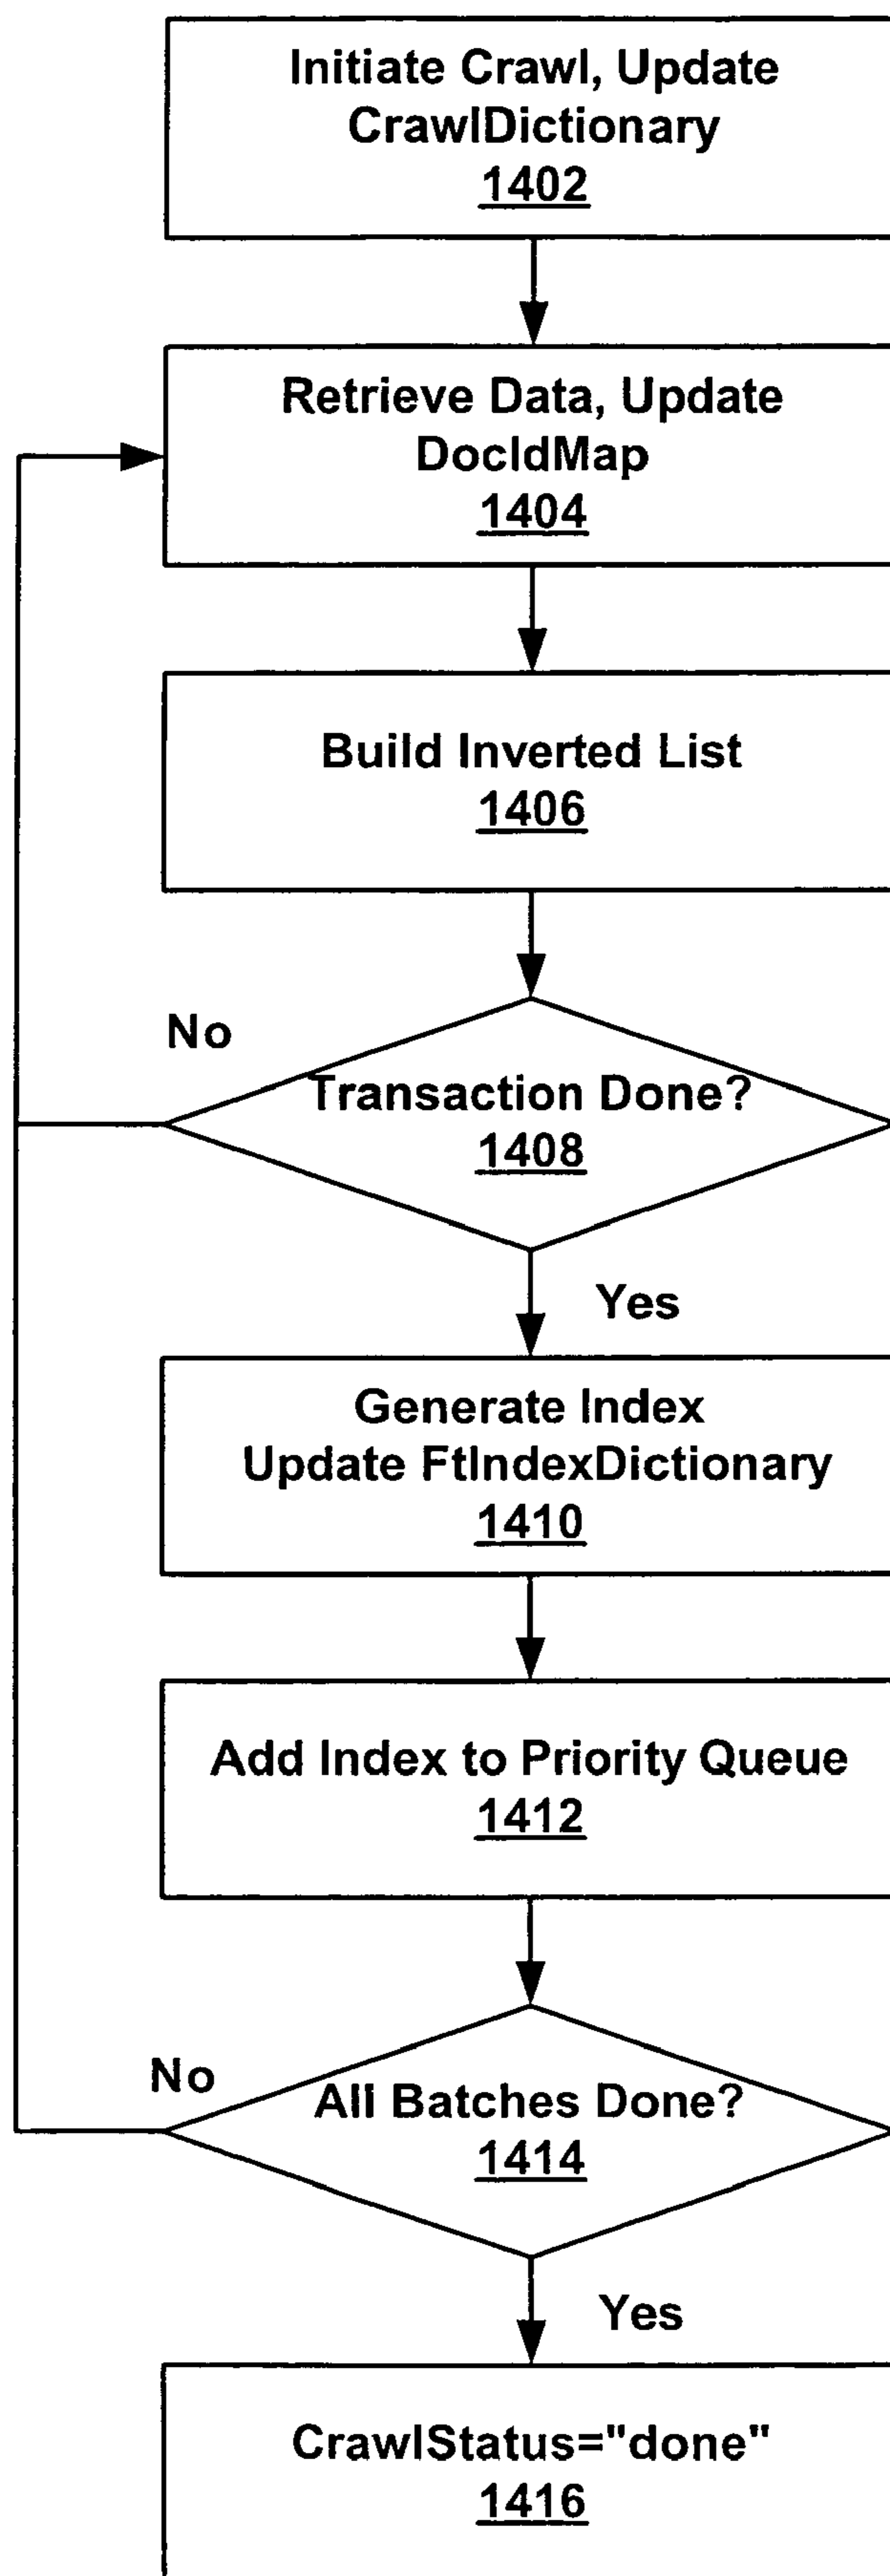 Initiate Crawl, Update
CrawlDictionary
1402
Retrieve Data, Update
DocIdMap
1404
Build Inverted List
1406
No
Transaction Done?
1408
Yes
Generate Index
Update FtIndexDictionary
1410
Add Index to Priority Queue
1412
No
All Batches Done?
1414
Yes
CrawlStatus="done"
1416